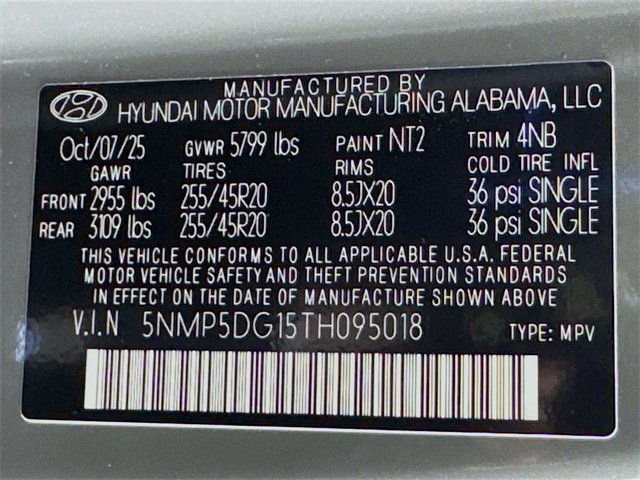 MANUFACTURED BY
HYUNDAI MOTOR MANUFACTURING ALABAMA, LLC
Oct/07/25 GVWR 5799 lbs PAINT NT2 TRIM 4NB
GAWR TIRES RIMS COLD TIRE INFL
FRONT 2955 lbs 255/45R20 8.5JX20 36 psi SINGLE
REAR 3109 lbs 255/45R20 8.5JX20 36 psi SINGLE
THIS VEHICLE CONFORMS TO ALL APPLICABLE U.S.A. FEDERAL
MOTOR VEHICLE SAFETY AND THEFT PREVENTION STANDARDS
IN EFFECT ON THE DATE OF MANUFACTURE SHOWN ABOVE
V.I.N 5NMP5DG15TH095018 TYPE: MPV